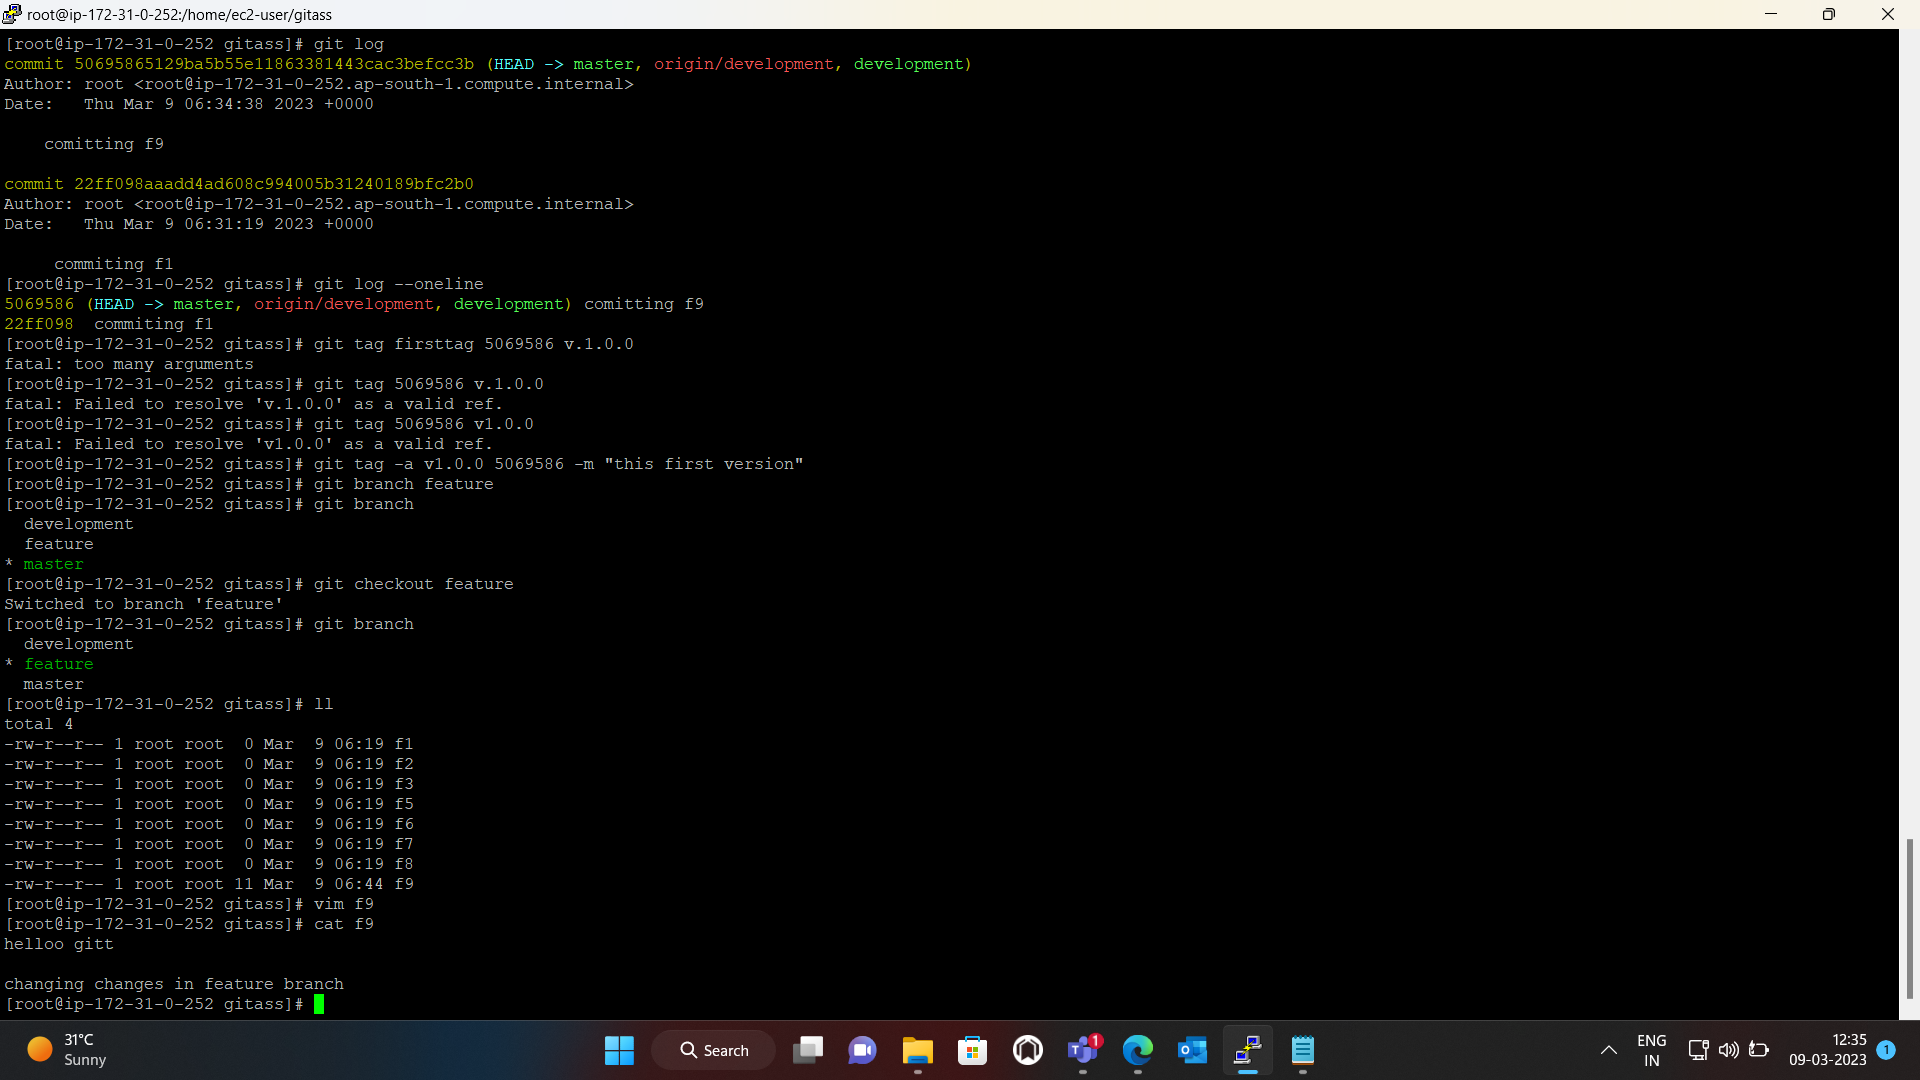 root@ip-172-31-0-252:/home/ec2-user/gitass
[root@ip-172-31-0-252 gitass]# git log
commit 50695865129ba5b55e11863381443cac3befcc3b (HEAD -> master, origin/development, development)
Author: root <root@ip-172-31-0-252.ap-south-1.compute.internal>
Date:   Thu Mar 9 06:34:38 2023 +0000
    comitting f9
commit 22ff098aaadd4ad608c994005b31240189bfc2b0
Author: root <root@ip-172-31-0-252.ap-south-1.compute.internal>
Date:   Thu Mar 9 06:31:19 2023 +0000
     commiting f1
[root@ip-172-31-0-252 gitass]# git log --oneline
5069586 (HEAD -> master, origin/development, development) comitting f9
22ff098  commiting f1
[root@ip-172-31-0-252 gitass]# git tag firsttag 5069586 v.1.0.0
fatal: too many arguments
[root@ip-172-31-0-252 gitass]# git tag 5069586 v.1.0.0
fatal: Failed to resolve 'v.1.0.0' as a valid ref.
[root@ip-172-31-0-252 gitass]# git tag 5069586 v1.0.0
fatal: Failed to resolve 'v1.0.0' as a valid ref.
[root@ip-172-31-0-252 gitass]# git tag -a v1.0.0 5069586 -m "this first version"
[root@ip-172-31-0-252 gitass]# git branch feature
[root@ip-172-31-0-252 gitass]# git branch
  development
  feature
* master
[root@ip-172-31-0-252 gitass]# git checkout feature
Switched to branch 'feature'
[root@ip-172-31-0-252 gitass]# git branch
  development
* feature
  master
[root@ip-172-31-0-252 gitass]# ll
total 4
-rw-r--r-- 1 root root  0 Mar  9 06:19 f1
-rw-r--r-- 1 root root  0 Mar  9 06:19 f2
-rw-r--r-- 1 root root  0 Mar  9 06:19 f3
-rw-r--r-- 1 root root  0 Mar  9 06:19 f5
-rw-r--r-- 1 root root  0 Mar  9 06:19 f6
-rw-r--r-- 1 root root  0 Mar  9 06:19 f7
-rw-r--r-- 1 root root  0 Mar  9 06:19 f8
-rw-r--r-- 1 root root 11 Mar  9 06:44 f9
[root@ip-172-31-0-252 gitass]# vim f9
[root@ip-172-31-0-252 gitass]# cat f9
helloo gitt
changing changes in feature branch
[root@ip-172-31-0-252 gitass]#
31°C
Sunny
Search
1
ENG
IN
12:35
09-03-2023
1